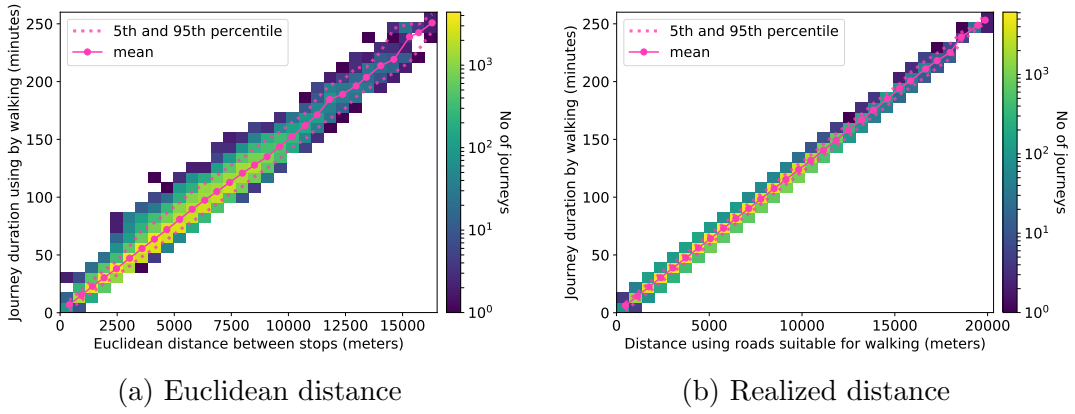 260
250
200
150
100
50
0
Journey duration using by walking (minutes)
5th and 95th percentile
mean
0 2500 5000 7500 10000 12500 15000
Euclidean distance between stops (meters)
10³
10²
10¹
10⁰
No of journeys
(a) Euclidean distance
250
200
150
100
50
0
Journey duration by walking (minutes)
5th and 95th percentile
mean
0 5000 10000 15000 20000
Distance using roads suitable for walking (meters)
10³
10²
10¹
10⁰
No of journeys
(b) Realized distance